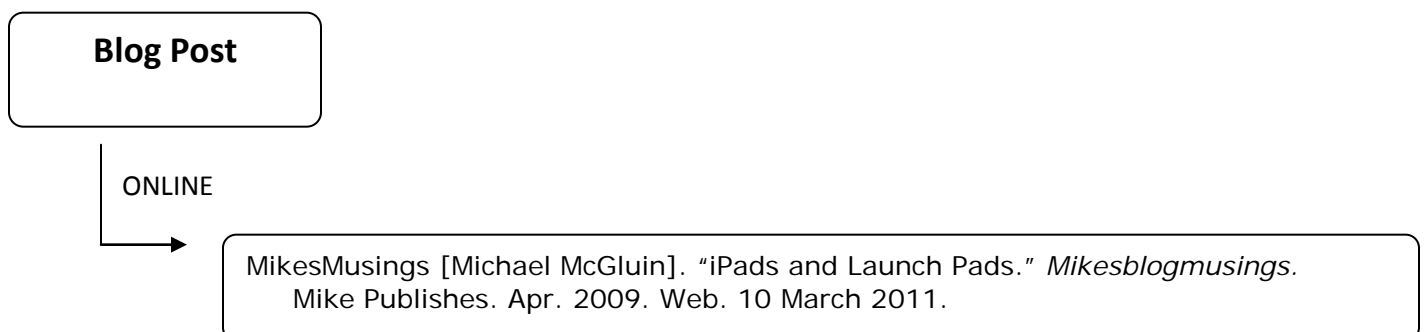 Blog Post
ONLINE
MikesMusings [Michael McGluin]. “iPads and Launch Pads.” Mikesblogmusings.
Mike Publishes. Apr. 2009. Web. 10 March 2011.